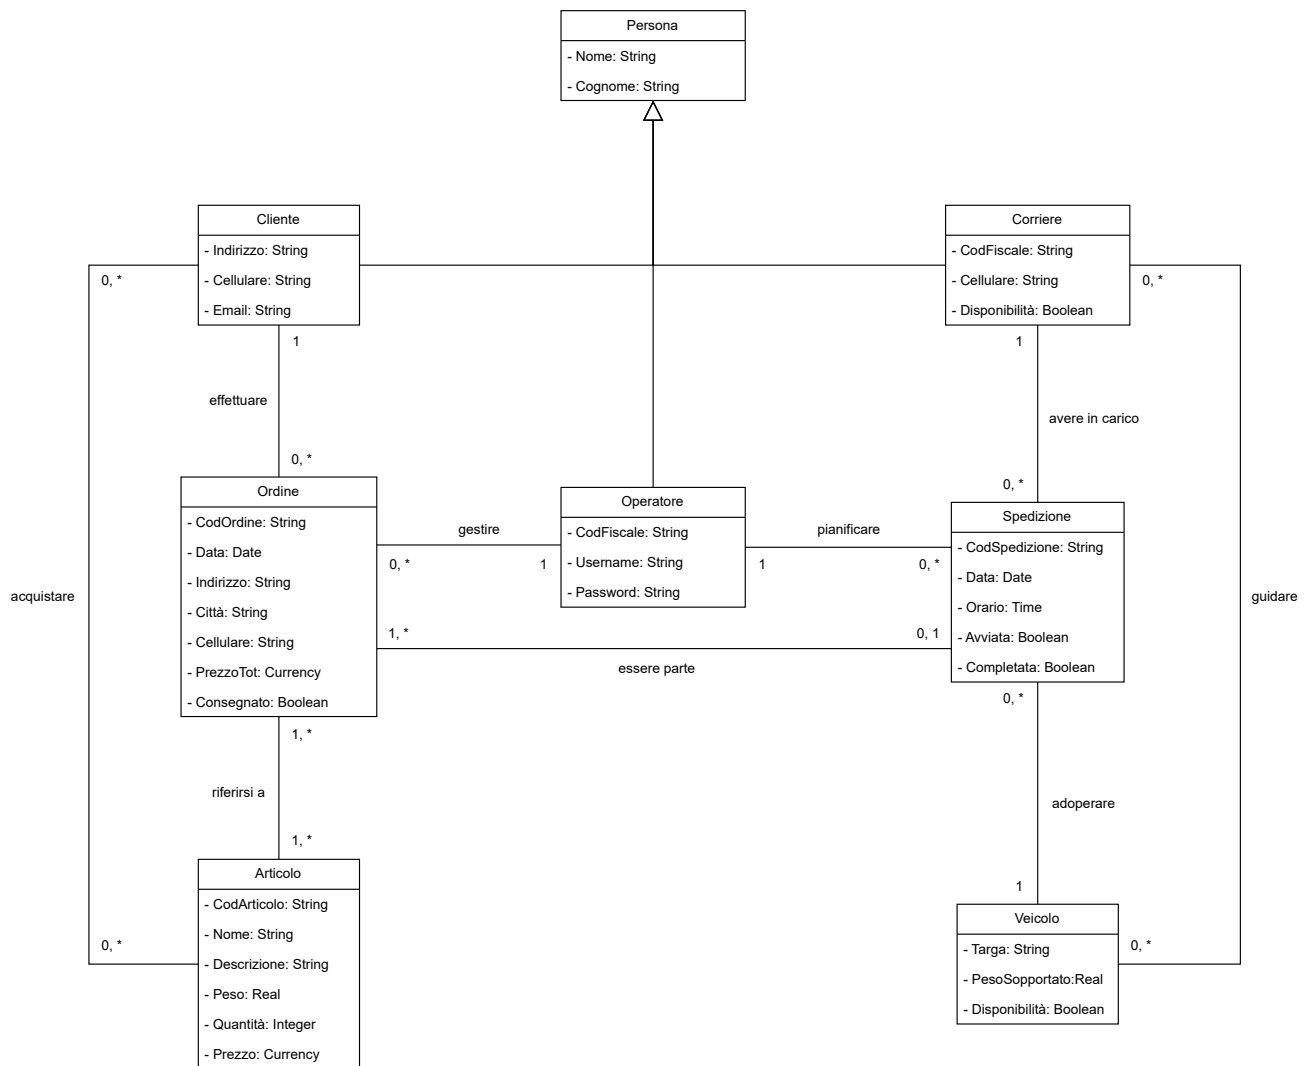 Persona
- Nome: String
- Cognome: String
Cliente
- Indirizzo: String
- Cellulare: String
- Email: String
Corriere
- CodFiscale: String
- Cellulare: String
- Disponibilità: Boolean
0, *
0, *
1
1
effettuare
avere in carico
0, *
0, *
Ordine
- CodOrdine: String
- Data: Date
- Indirizzo: String
- Città: String
- Cellulare: String
- PrezzoTot: Currency
- Consegnato: Boolean
gestire
0, *
1
Operatore
- CodFiscale: String
- Username: String
- Password: String
pianificare
1
0, *
Spedizione
- CodSpedizione: String
- Data: Date
- Orario: Time
- Avviata: Boolean
- Completata: Boolean
acquistare
guidare
1, *
0, 1
essere parte
1, *
0, *
riferirsi a
adoperare
1, *
1
Articolo
- CodArticolo: String
- Nome: String
- Descrizione: String
- Peso: Real
- Quantità: Integer
- Prezzo: Currency
0, *
Veicolo
- Targa: String
- PesoSopportato:Real
- Disponibilità: Boolean
0, *